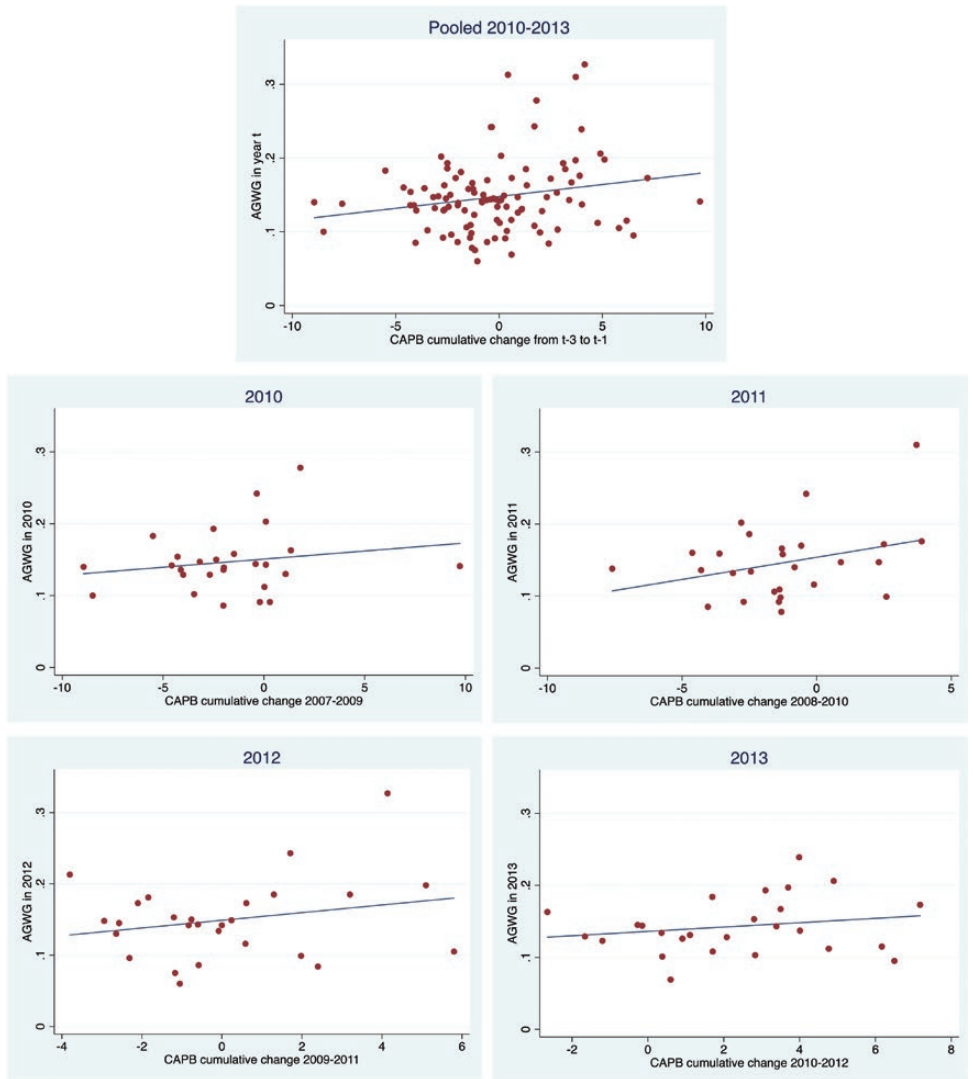 Pooled 2010-2013
AGWG in year t
0 .1 .2 .3
-10 -5 0 5 10
CAPB cumulative change from t-3 to t-1
2010
AGWG in 2010
0 .1 .2 .3
-10 -5 0 5 10
CAPB cumulative change 2007-2009
2011
AGWG in 2011
0 .1 .2 .3
-10 -5 0 5
CAPB cumulative change 2008-2010
2012
AGWG in 2012
0 .1 .2 .3
-4 -2 0 2 4 6
CAPB cumulative change 2009-2011
2013
AGWG in 2013
0 .1 .2 .3
-2 0 2 4 6 8
CAPB cumulative change 2010-2012